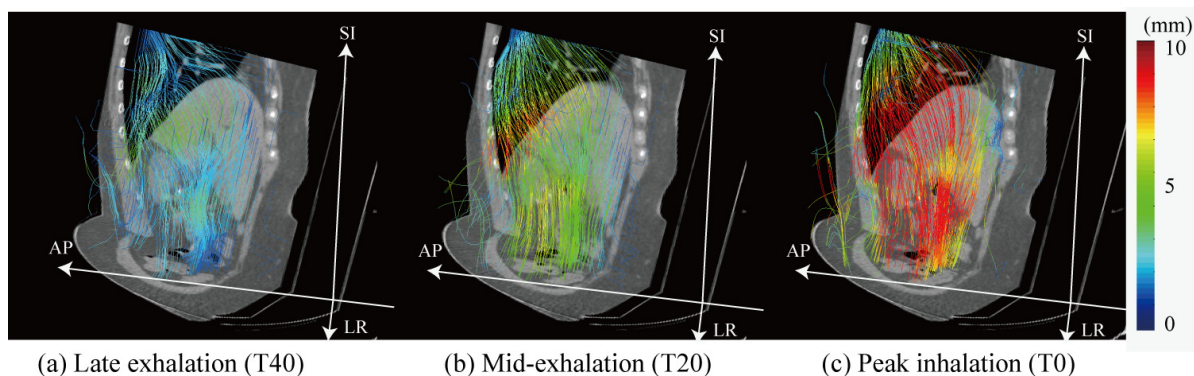 SI
AP
LR
SI
AP
LR
SI
AP
LR
(mm)
10
5
0
(a) Late exhalation (T40)
(b) Mid-exhalation (T20)
(c) Peak inhalation (T0)